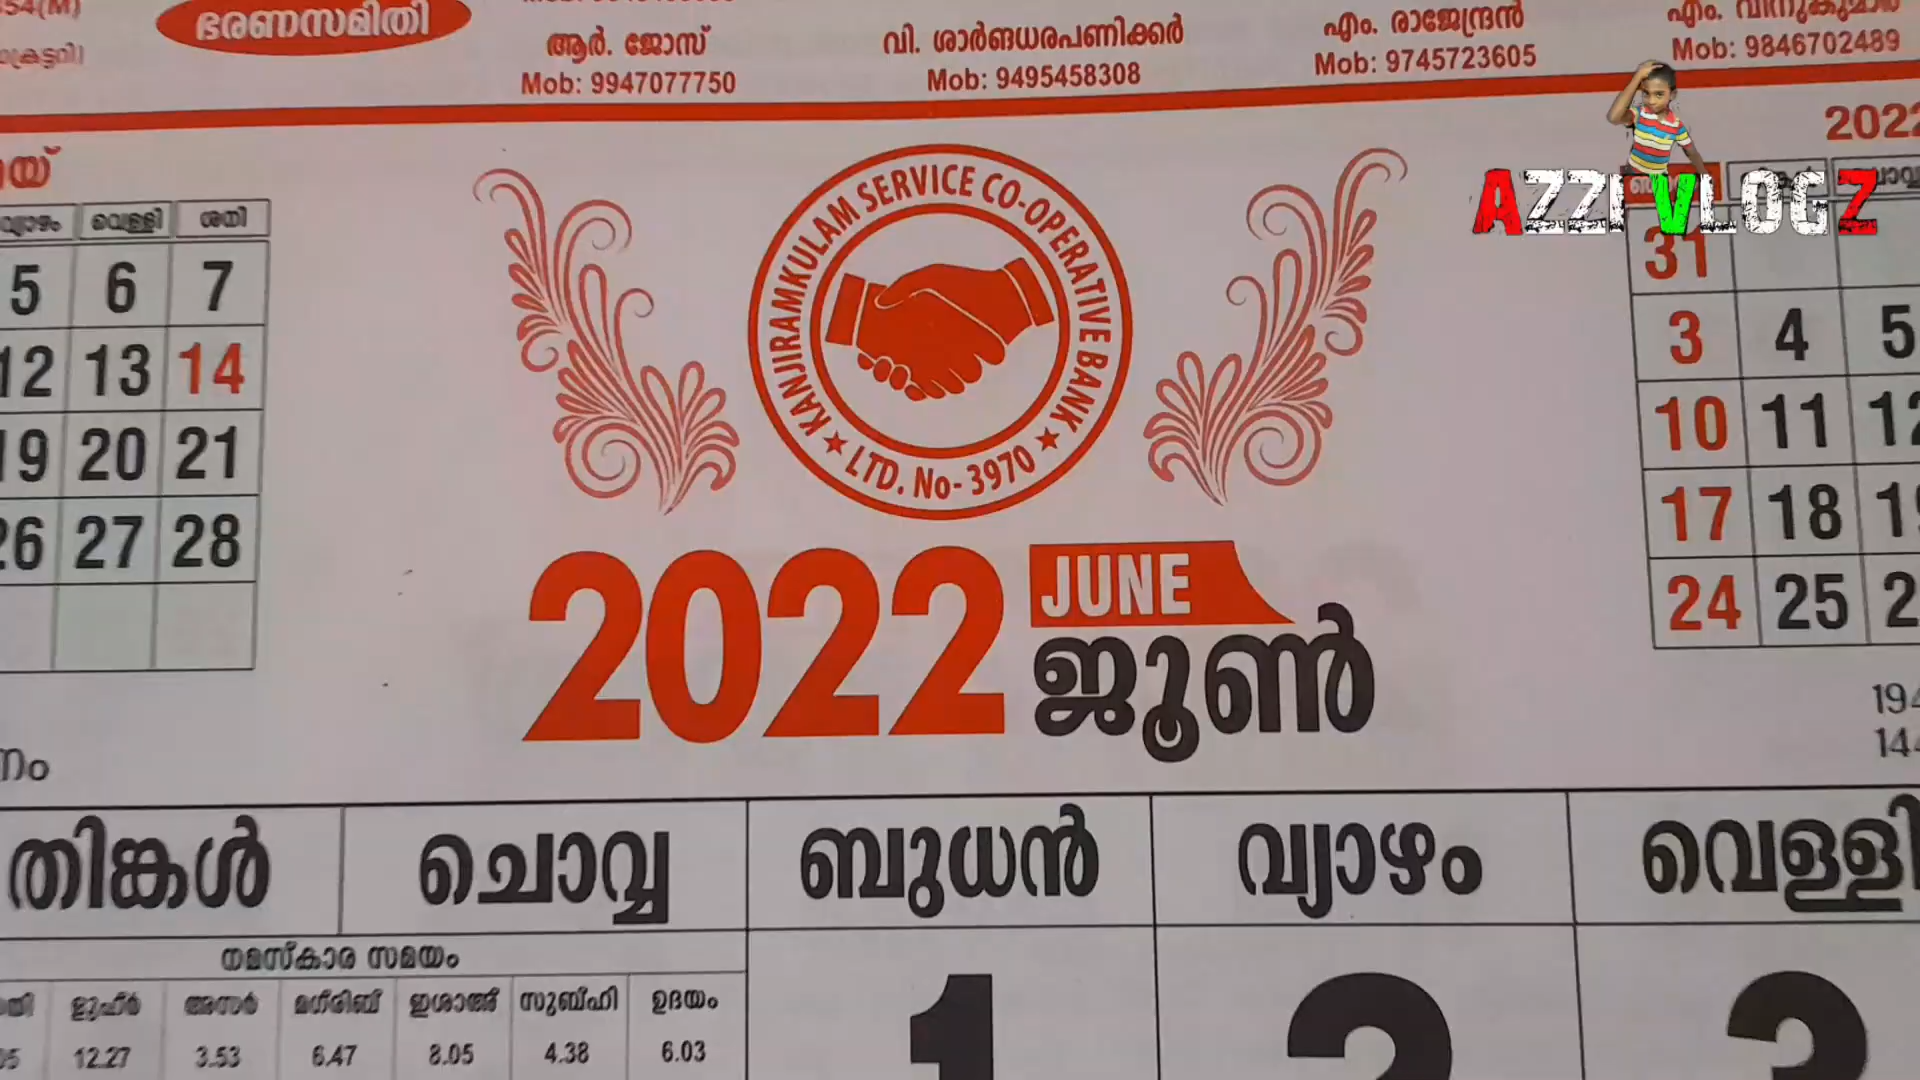 ഭരണസമിതി
ആർ. ജോസ്
Mob: 9947077750
വി. ശാർങധരപണിക്കർ
Mob: 9495458308
എം. രാജേന്ദ്രൻ
Mob: 9745723605
എം. വിനുകുമാർ
Mob: 9846702489
AZZI VLOGZ
2022
വ്യാഴം വെള്ളി ശനി
5 6 7
12 13 14
19 20 21
26 27 28
KANJIRAMKULAM SERVICE CO-OPERATIVE BANK
LTD. No- 3970
31
3 4 5
10 11 12
17 18
24 25
2022 JUNE
ജൂൺ
തിങ്കൾ ചൊവ്വ ബുധൻ വ്യാഴം വെള്ളി
നമസ്കാര സമയം
ളുഹ്ർ അസർ മഗ്‌രിബ് ഇശാഅ് സുബ്ഹി ഉദയം
12.27 3.53 6.47 8.05 4.38 6.03
1 2 3